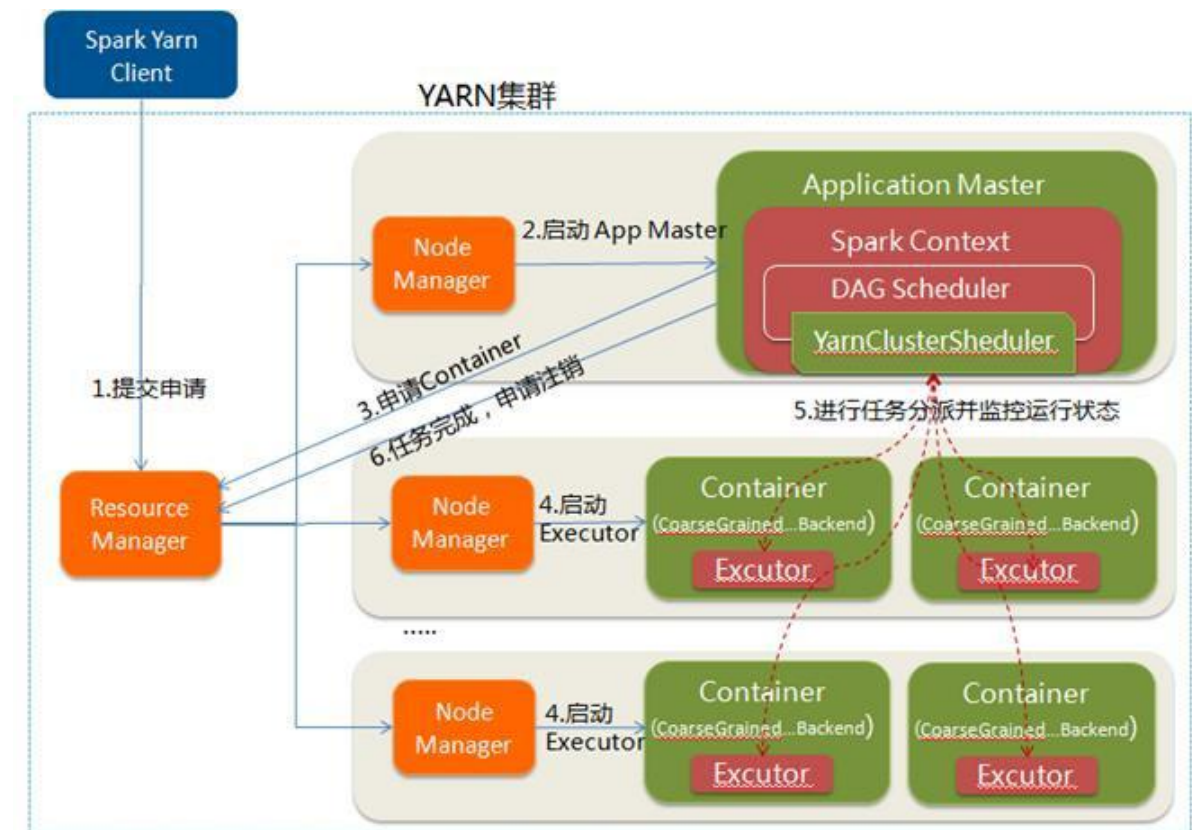 Spark Yarn
Client
YARN集群
Application Master
Spark Context
DAG Scheduler
YarnClusterSheduler
Node
Manager
2.启动 App Master
1.提交申请
3.申请Container
6.任务完成，申请注销
5.进行任务分派并监控运行状态
Resource
Manager
Node
Manager
4.启动
Executor
Container
(CoarseGrained...Backend)
Excutor
Container
(CoarseGrained...Backend)
Excutor
.....
Node
Manager
4.启动
Executor
Container
(CoarseGrained...Backend)
Excutor
Container
(CoarseGrained...Backend)
Excutor